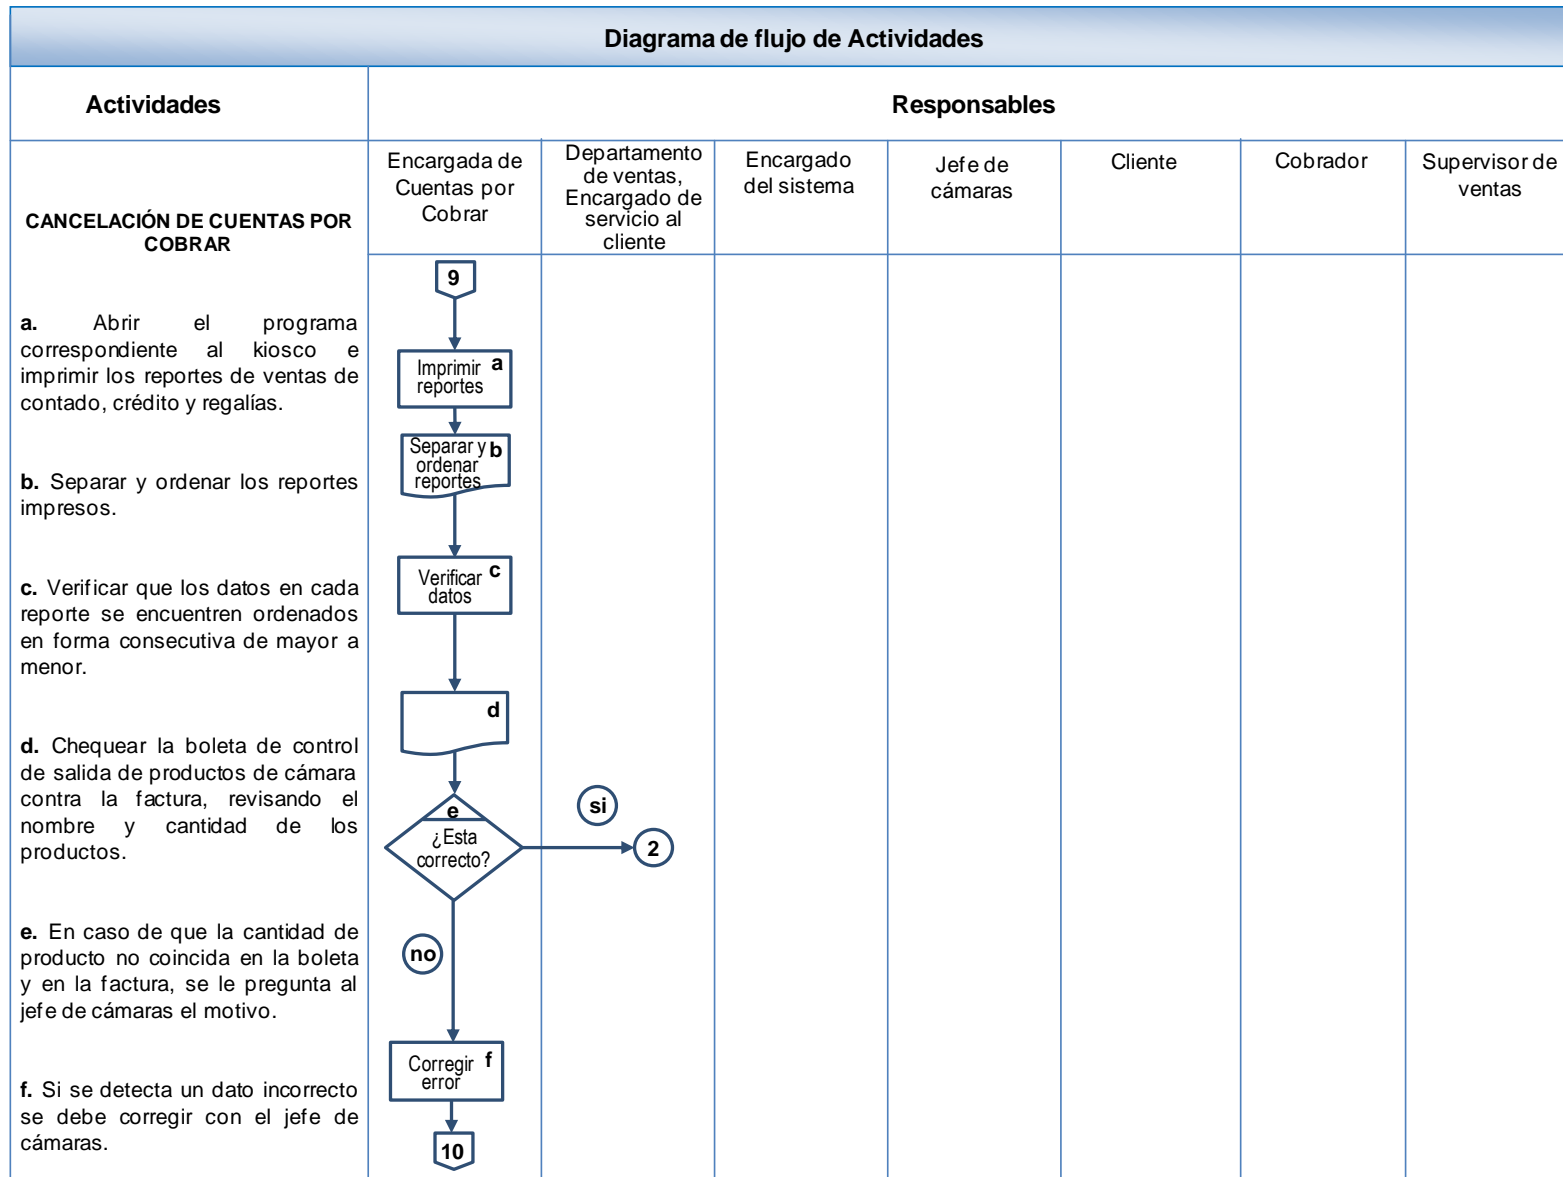 Diagrama de flujo de Actividades
Actividades
Responsables
CANCELACIÓN DE CUENTAS POR
COBRAR
Encargada de
Cuentas por
Cobrar
Departamento
de ventas,
Encargado de
servicio al
cliente
Encargado
del sistema
Jefe de
cámaras
Cliente
Cobrador
Supervisor de
ventas
a. Abrir el programa
correspondiente al kiosco e
imprimir los reportes de ventas de
contado, crédito y regalías.
b. Separar y ordenar los reportes
impresos.
c. Verificar que los datos en cada
reporte se encuentren ordenados
en forma consecutiva de mayor a
menor.
d. Chequear la boleta de control
de salida de productos de cámara
contra la factura, revisando el
nombre y cantidad de los
productos.
e. En caso de que la cantidad de
producto no coincida en la boleta
y en la factura, se le pregunta al
jefe de cámaras el motivo.
f. Si se detecta un dato incorrecto
se debe corregir con el jefe de
cámaras.
9
Imprimir a
reportes
Separar y b
ordenar
reportes
Verificar c
datos
d
e
¿Esta
correcto?
si
2
no
Corregir f
error
10